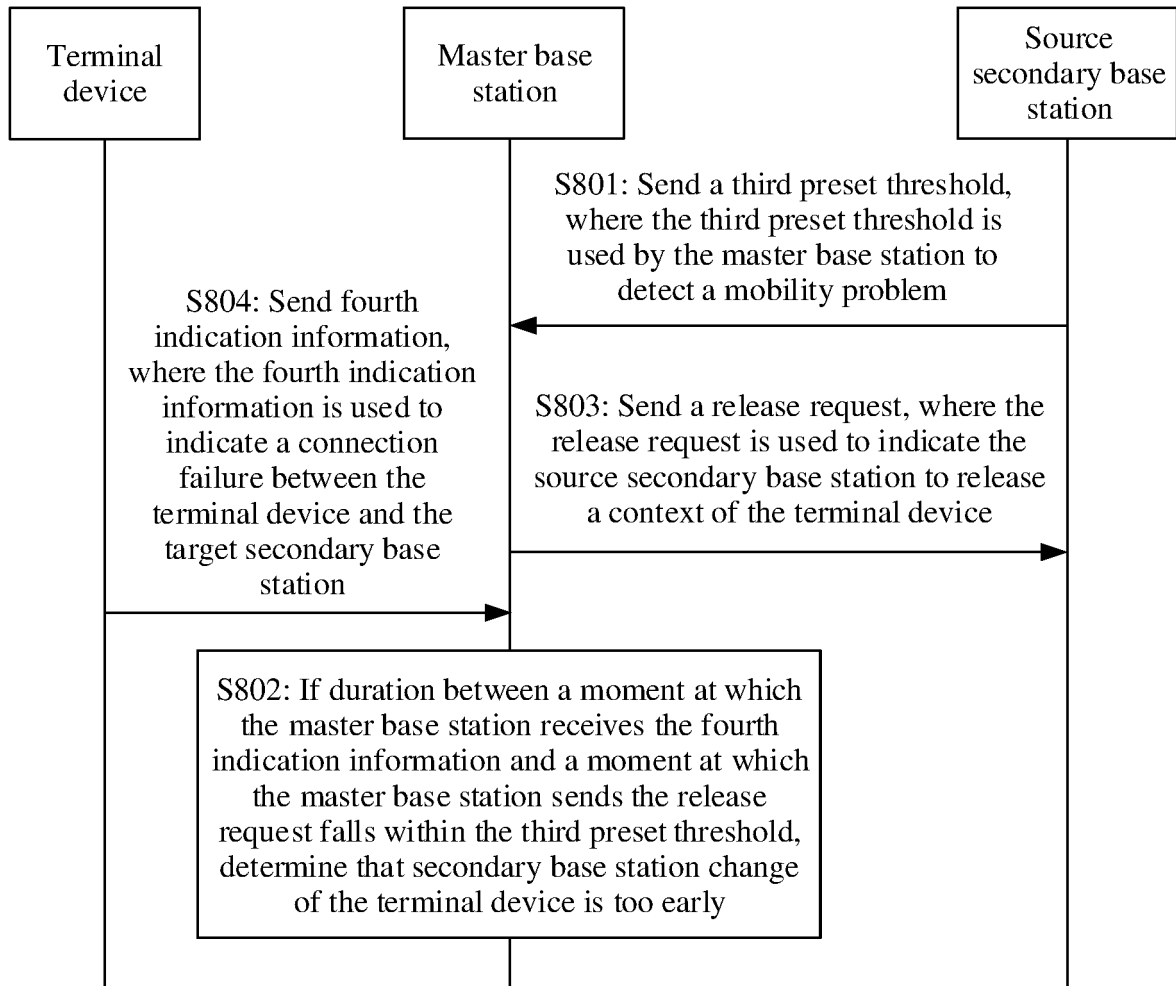 Terminal
device
Master base
station
Source
secondary base
station
S801: Send a third preset threshold,
where the third preset threshold is
used by the master base station to
detect a mobility problem
S804: Send fourth
indication information,
where the fourth indication
information is used to
indicate a connection
failure between the
terminal device and the
target secondary base
station
S803: Send a release request, where the
release request is used to indicate the
source secondary base station to release
a context of the terminal device
S802: If duration between a moment at which
the master base station receives the fourth
indication information and a moment at which
the master base station sends the release
request falls within the third preset threshold,
determine that secondary base station change
of the terminal device is too early